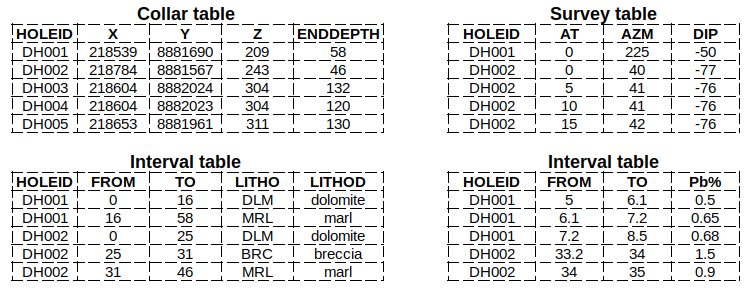 Collar table
HOLEID X Y Z ENDDEPTH
DH001 218539 8881690 209 58
DH002 218784 8881567 243 46
DH003 218604 8882024 304 132
DH004 218604 8882023 304 120
DH005 218653 8881961 311 130
Survey table
HOLEID AT AZM DIP
DH001 0 225 -50
DH002 0 40 -77
DH002 5 41 -76
DH002 10 41 -76
DH002 15 42 -76
Interval table
HOLEID FROM TO LITHO LITHOD
DH001 0 16 DLM dolomite
DH001 16 58 MRL marl
DH002 0 25 DLM dolomite
DH002 25 31 BRC breccia
DH002 31 46 MRL marl
Interval table
HOLEID FROM TO Pb%
DH001 5 6.1 0.5
DH001 6.1 7.2 0.65
DH001 7.2 8.5 0.68
DH002 33.2 34 1.5
DH002 34 35 0.9